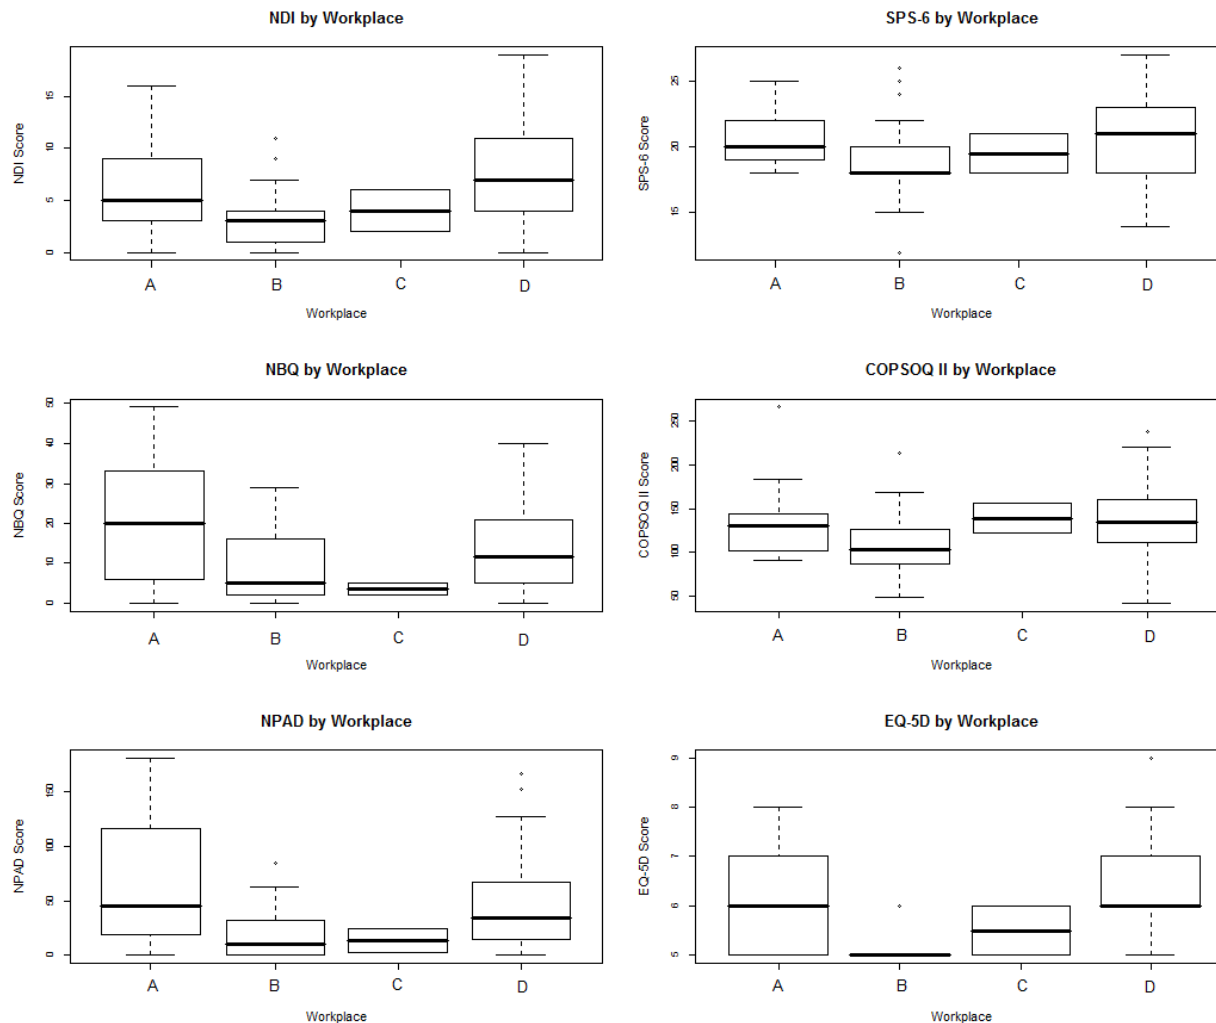 NDI by Workplace
NDI Score
15
10
5
0
A B C D
Workplace
SPS-6 by Workplace
SPS-6 Score
25
20
15
A B C D
Workplace
NBQ by Workplace
NBQ Score
50
40
30
20
10
0
A B C D
Workplace
COPSOQ II by Workplace
COPSOQ II Score
250
200
150
100
50
A B C D
Workplace
NPAD by Workplace
NPAD Score
150
100
50
0
A B C D
Workplace
EQ-5D by Workplace
EQ-5D Score
9
8
7
6
5
A B C D
Workplace